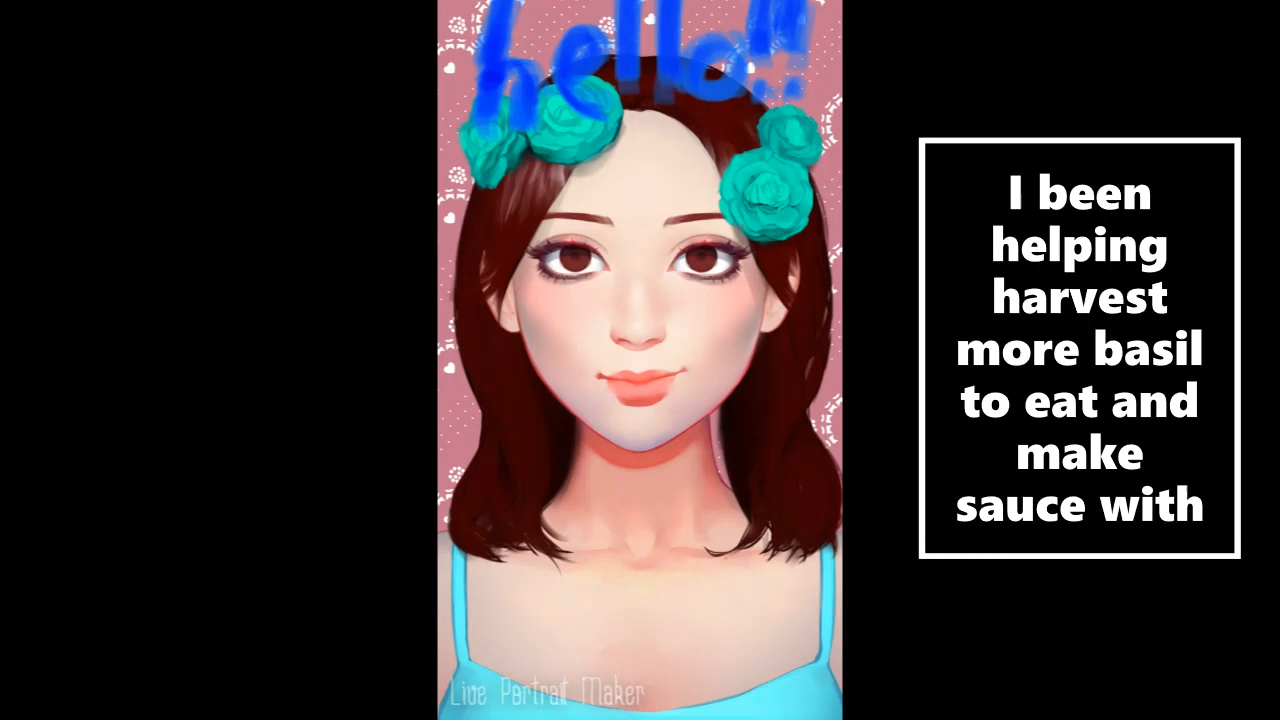 hello!!
I been
helping
harvest
more basil
to eat and
make
sauce with
Live Portrait Maker